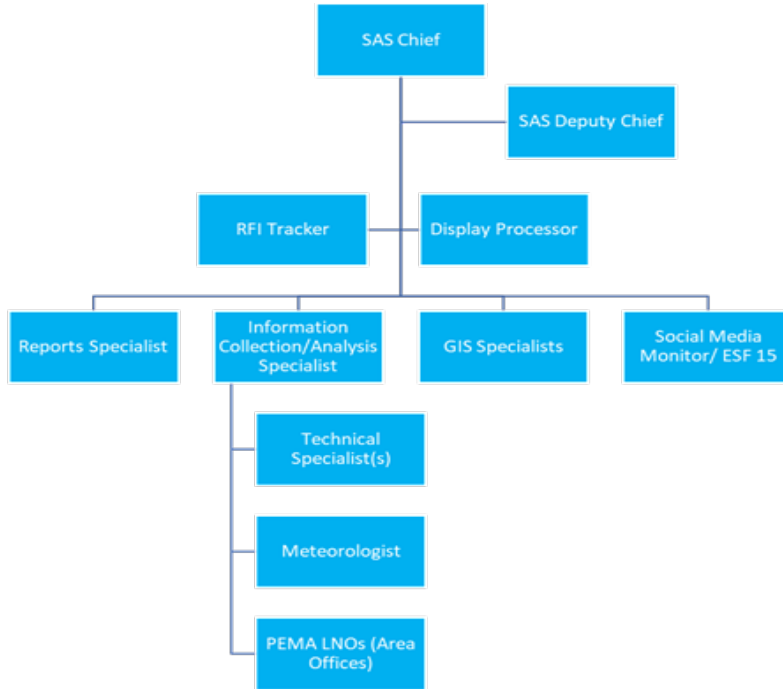 SAS Chief
SAS Deputy Chief
RFI Tracker
Display Processor
Reports Specialist
Information
Collection/Analysis
Specialist
GIS Specialists
Social Media
Monitor/ ESF 15
Technical
Specialist(s)
Meteorologist
PEMA LNOs (Area
Offices)